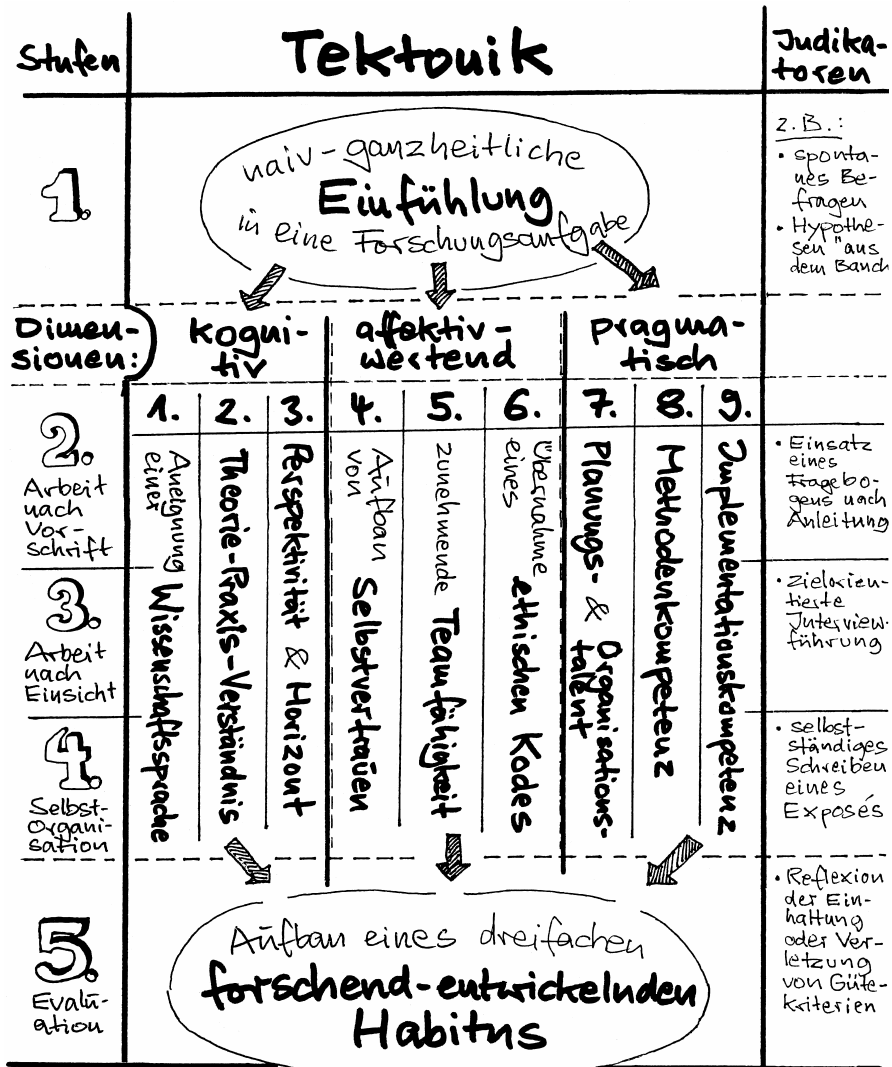 Stufen
Tektonik
Indika-
toren
1.
naiv-ganzheitliche
Einfühlung
in eine Forschungsaufgabe
z.B.:
• sponta-
nes Be-
fragen
• Hypothe-
sen "aus
dem Bauch
Dimen-
sionen:
kogni-
tiv
affektiv-
wertend
pragma-
tisch
1.
2.
3.
4.
5.
6.
7.
8.
9.
2.
Arbeit
nach
Vor-
schrift
3.
Arbeit
nach
Einsicht
4.
Selbst-
Organi-
sation
Aneignung
einer
Wissenschaftssprache
Theorie-Praxis-Verständnis
Perspektivität & Horizont
Aufbau
von
Selbstvertrauen
zunehmende Teamfähigkeit
Übernahme
eines
ethischen Kodes
Planungs- & Organisations-
talent
Methodenkompetenz
Implementationskompetenz
• Einsatz
eines
Fragebo-
gens nach
Anleitung
• zielorien-
tierte
Interview-
führung
• selbst-
ständiges
Schreiben
eines
Exposés
5.
Evalu-
ation
Aufbau eines dreifachen
forschend-entwickelnden
Habitus
• Reflexion
der Ein-
haltung
oder Ver-
letzung
von Güte-
kriterien